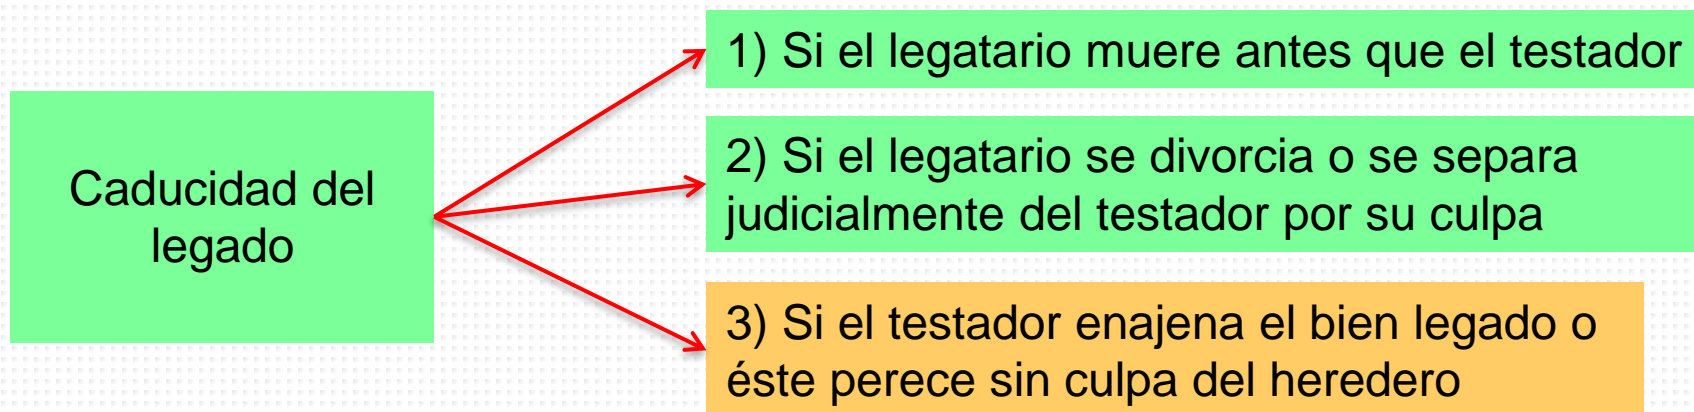 Caducidad del
legado
1) Si el legatario muere antes que el testador
2) Si el legatario se divorcia o se separa
judicialmente del testador por su culpa
3) Si el testador enajena el bien legado o
éste perece sin culpa del heredero